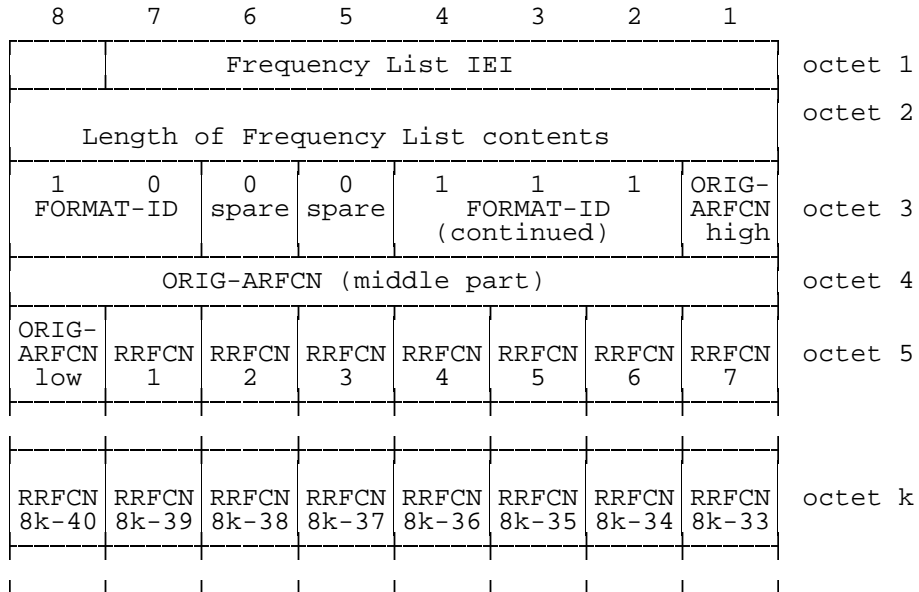 8 7 6 5 4 3 2 1
Frequency List IEI octet 1
octet 2
Length of Frequency List contents
1 0 0 0 1 1 1 ORIG-
FORMAT-ID spare spare FORMAT-ID ARFCN octet 3
(continued) high
ORIG-ARFCN (middle part) octet 4
ORIG-
ARFCN RRFCN RRFCN RRFCN RRFCN RRFCN RRFCN RRFCN octet 5
low 1 2 3 4 5 6 7
RRFCN RRFCN RRFCN RRFCN RRFCN RRFCN RRFCN RRFCN octet k
8k-40 8k-39 8k-38 8k-37 8k-36 8k-35 8k-34 8k-33